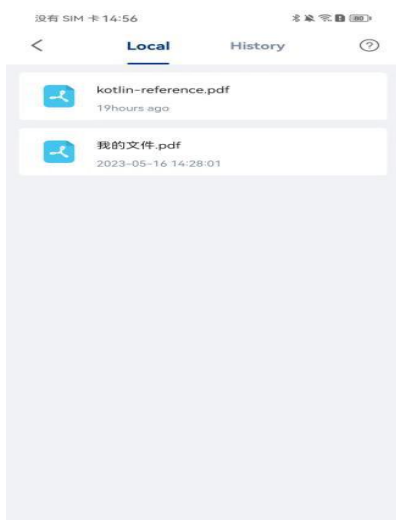 没有 SIM 卡 14:56
80
Local History
kotlin-reference.pdf
19hours ago
我的文件.pdf
2023-05-16 14:28:01